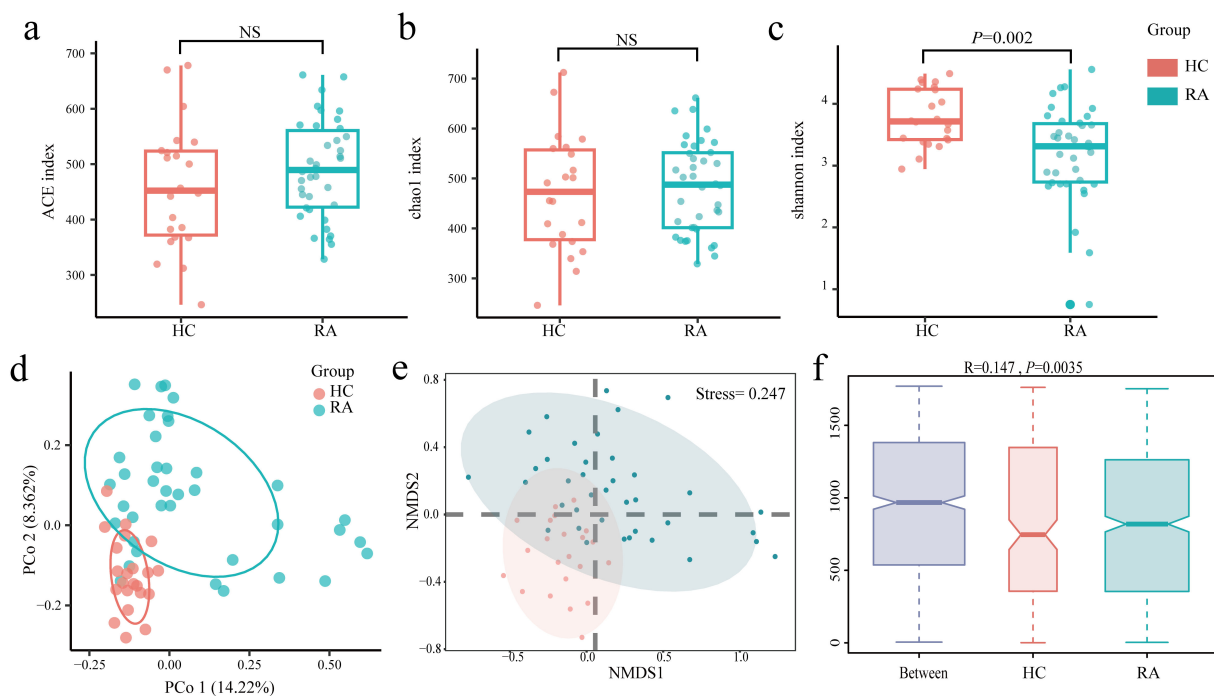 a
NS
700
600
500
400
300
ACE index
HC
RA
b
NS
700
600
500
400
300
chao1 index
HC
RA
c
P=0.002
4
3
2
1
shannon index
HC
RA
Group
HC
RA
d
Group
HC
RA
0.2
0.0
−0.2
PCo 2 (8.362%)
−0.25
0.00
0.25
0.50
PCo 1 (14.22%)
e
Stress= 0.247
0.8
0.4
0.0
−0.4
−0.8
NMDS2
−0.5
0.0
0.5
1.0
NMDS1
f
R=0.147 , P=0.0035
1500
1000
500
0
Between
HC
RA